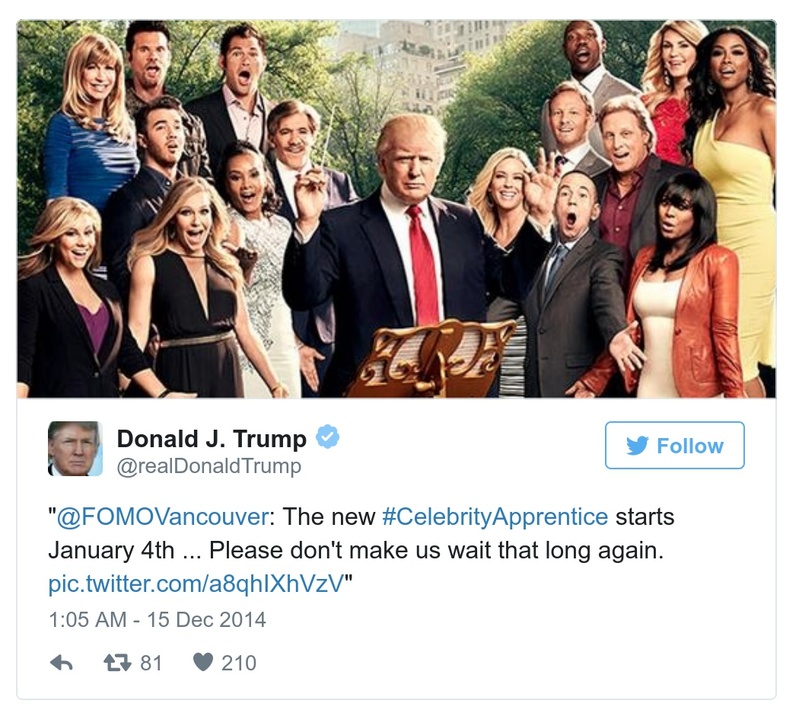 Donald J. Trump
@realDonaldTrump
Follow
"@FOMOVancouver: The new #CelebrityApprentice starts
January 4th ... Please don't make us wait that long again.
pic.twitter.com/a8qhIXhVzV"
1:05 AM - 15 Dec 2014
81 210